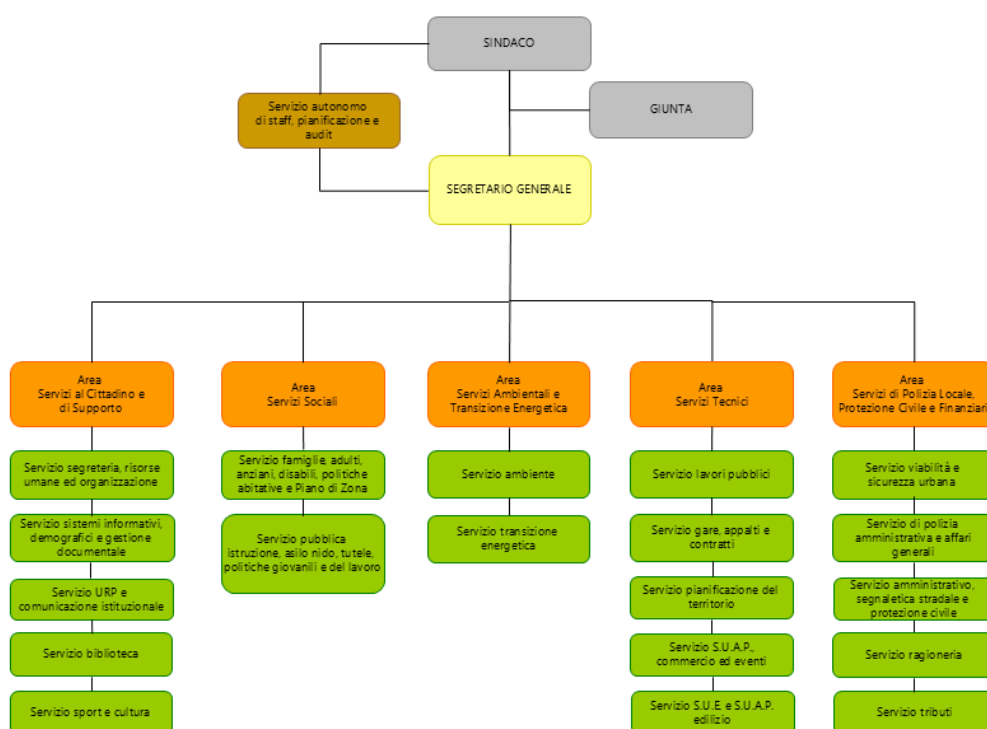 SINDACO
Servizio autonomo
di staff, pianificazione e
audit
GIUNTA
SEGRETARIO GENERALE
Area
Servizi al Cittadino e
di Supporto
Area
Servizi Sociali
Area
Servizi Ambientali e
Transizione Energetica
Area
Servizi Tecnici
Area
Servizi di Polizia Locale,
Protezione Civile e Finanziari
Servizio segreteria, risorse
umane ed organizzazione
Servizio famiglie, adulti,
anziani, disabili, politiche
abitative e Piano di Zona
Servizio ambiente
Servizio lavori pubblici
Servizio viabilità e
sicurezza urbana
Servizio sistemi informativi,
demografici e gestione
documentale
Servizio pubblica
istruzione, asilo nido, tutele,
politiche giovanili e del lavoro
Servizio transizione
energetica
Servizio gare, appalti e
contratti
Servizio di polizia
amministrativa e affari
generali
Servizio URP e
comunicazione istituzionale
Servizio pianificazione del
territorio
Servizio amministrativo,
segnaletica stradale e
protezione civile
Servizio biblioteca
Servizio S.U.A.P.,
commercio ed eventi
Servizio ragioneria
Servizio sport e cultura
Servizio S.U.E. e S.U.A.P.
edilizio
Servizio tributi